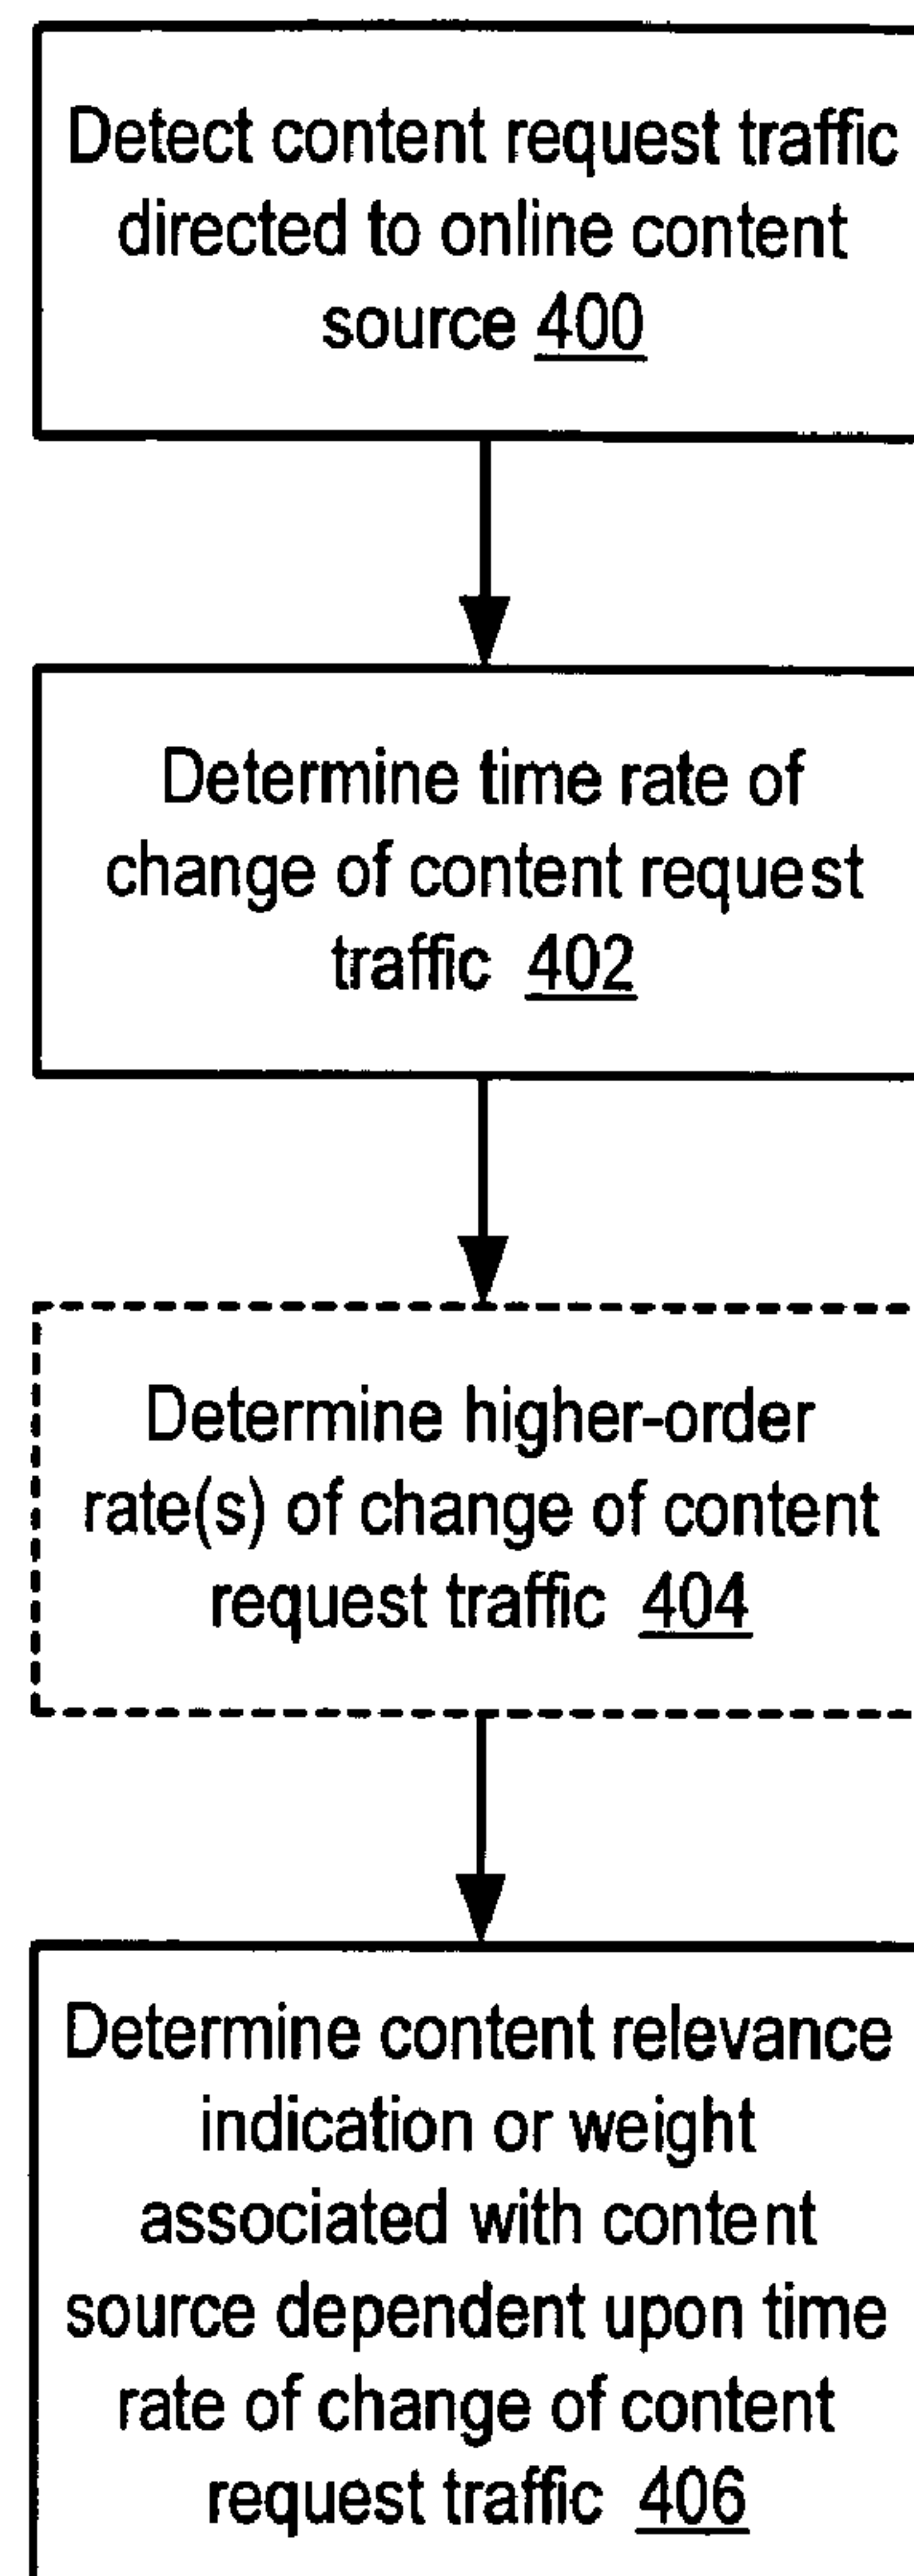 Detect content request traffic
directed to online content
source 400
Determine time rate of
change of content request
traffic 402
Determine higher-order
rate(s) of change of content
request traffic 404
Determine content relevance
indication or weight
associated with content
source dependent upon time
rate of change of content
request traffic 406